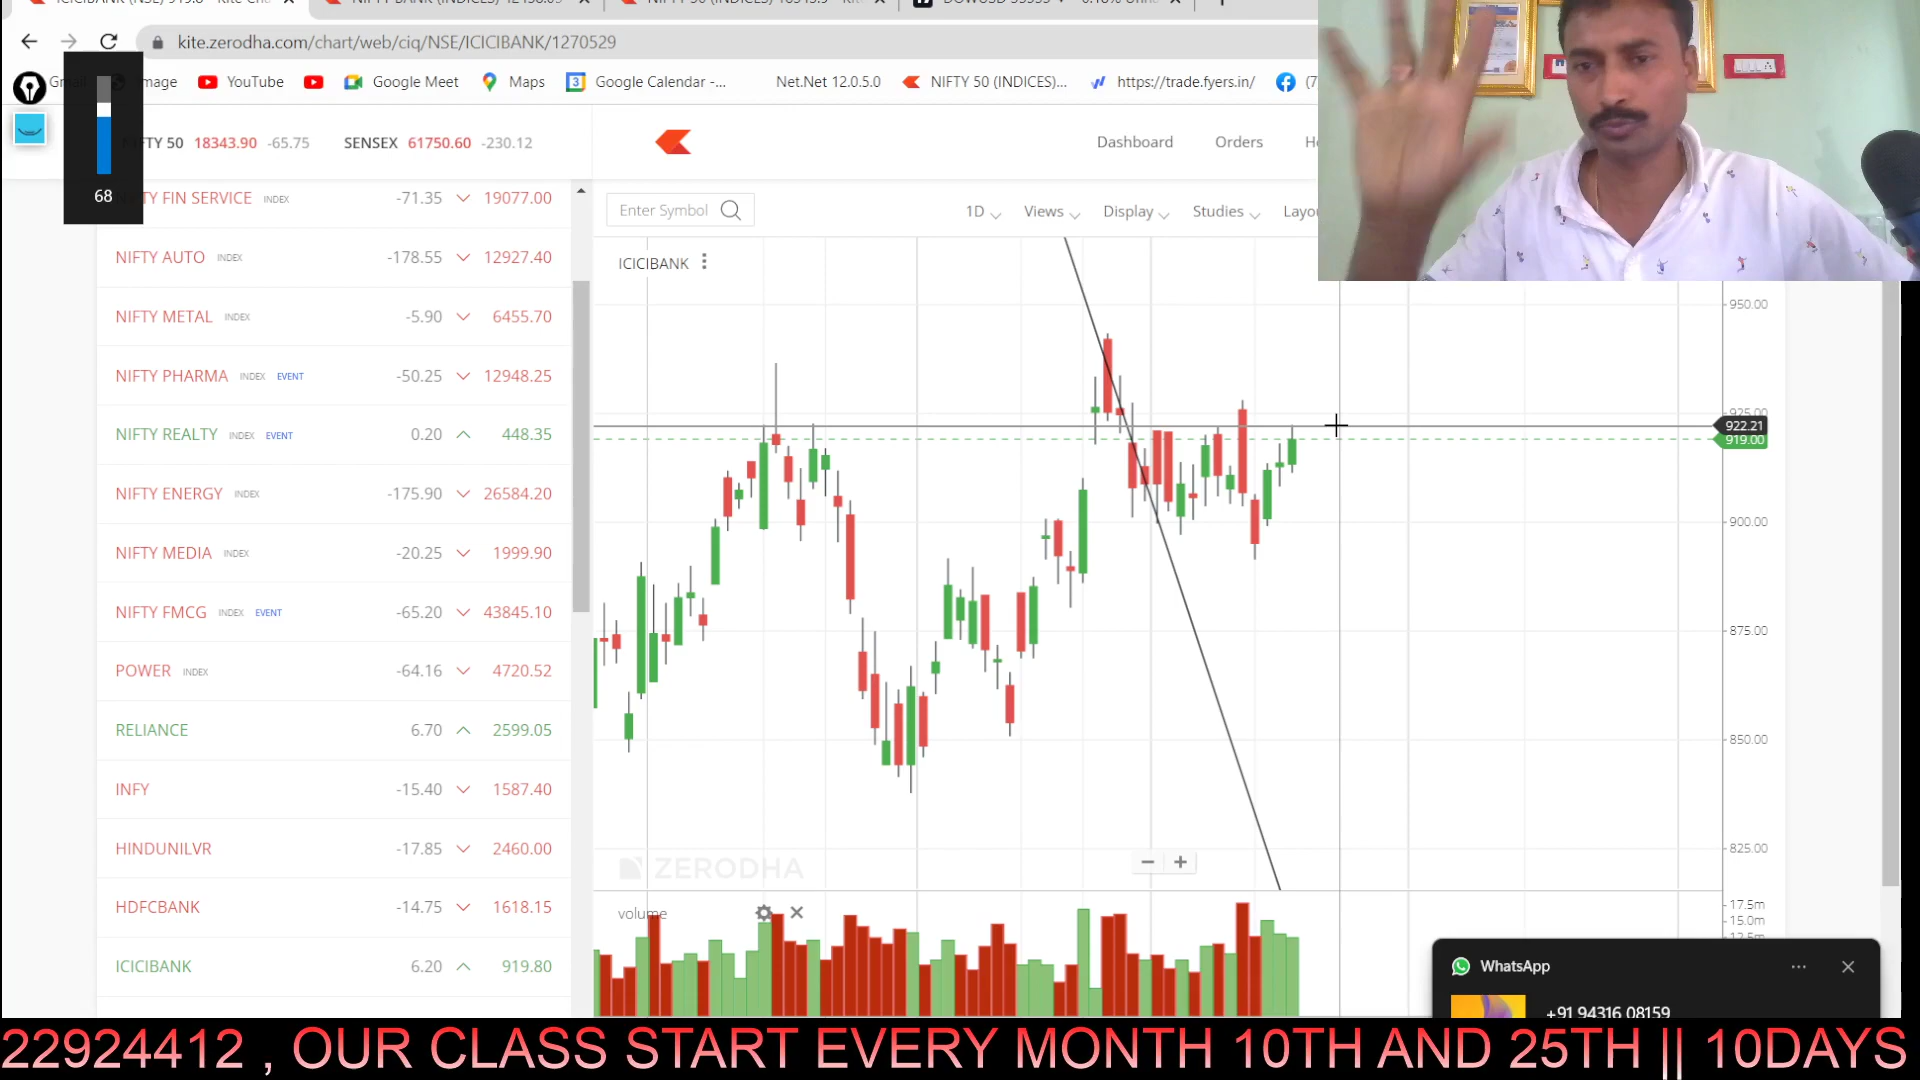 kite.zerodha.com/chart/web/ciq/NSE/ICICIBANK/1270529
YouTube Google Meet Maps 3 Google Calendar -... Net.Net 12.0.5.0 NIFTY 50 (INDICES)... https://trade.fyers.in/
68
NIFTY 50 18343.90 -65.75 SENSEX 61750.60 -230.12
Dashboard Orders
NIFTY FIN SERVICE INDEX -71.35 19077.00
NIFTY AUTO INDEX -178.55 12927.40
NIFTY METAL INDEX -5.90 6455.70
NIFTY PHARMA INDEX EVENT -50.25 12948.25
NIFTY REALTY INDEX EVENT 0.20 448.35
NIFTY ENERGY INDEX -175.90 26584.20
NIFTY MEDIA INDEX -20.25 1999.90
NIFTY FMCG INDEX EVENT -65.20 43845.10
POWER INDEX -64.16 4720.52
RELIANCE 6.70 2599.05
INFY -15.40 1587.40
HINDUNILVR -17.85 2460.00
HDFCBANK -14.75 1618.15
ICICIBANK 6.20 919.80
Enter Symbol 1D Views Display Studies
ICICIBANK
950.00
925.00
922.21
919.00
900.00
875.00
850.00
825.00
ZERODHA
− +
volume
17.5m
15.0m
WhatsApp
+91 94316 08159
22924412 , OUR CLASS START EVERY MONTH 10TH AND 25TH || 10DAYS